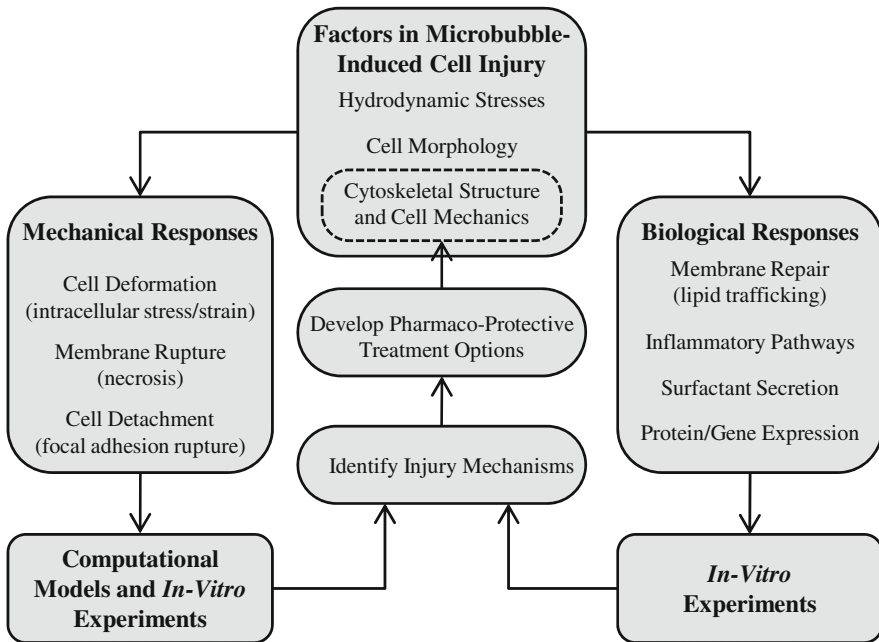 Factors in Microbubble-
Induced Cell Injury
Hydrodynamic Stresses
Cell Morphology
Cytoskeletal Structure
and Cell Mechanics
Mechanical Responses
Cell Deformation
(intracellular stress/strain)
Membrane Rupture
(necrosis)
Cell Detachment
(focal adhesion rupture)
Biological Responses
Membrane Repair
(lipid trafficking)
Inflammatory Pathways
Surfactant Secretion
Protein/Gene Expression
Develop Pharmaco-Protective
Treatment Options
Identify Injury Mechanisms
Computational
Models and In-Vitro
Experiments
In-Vitro
Experiments